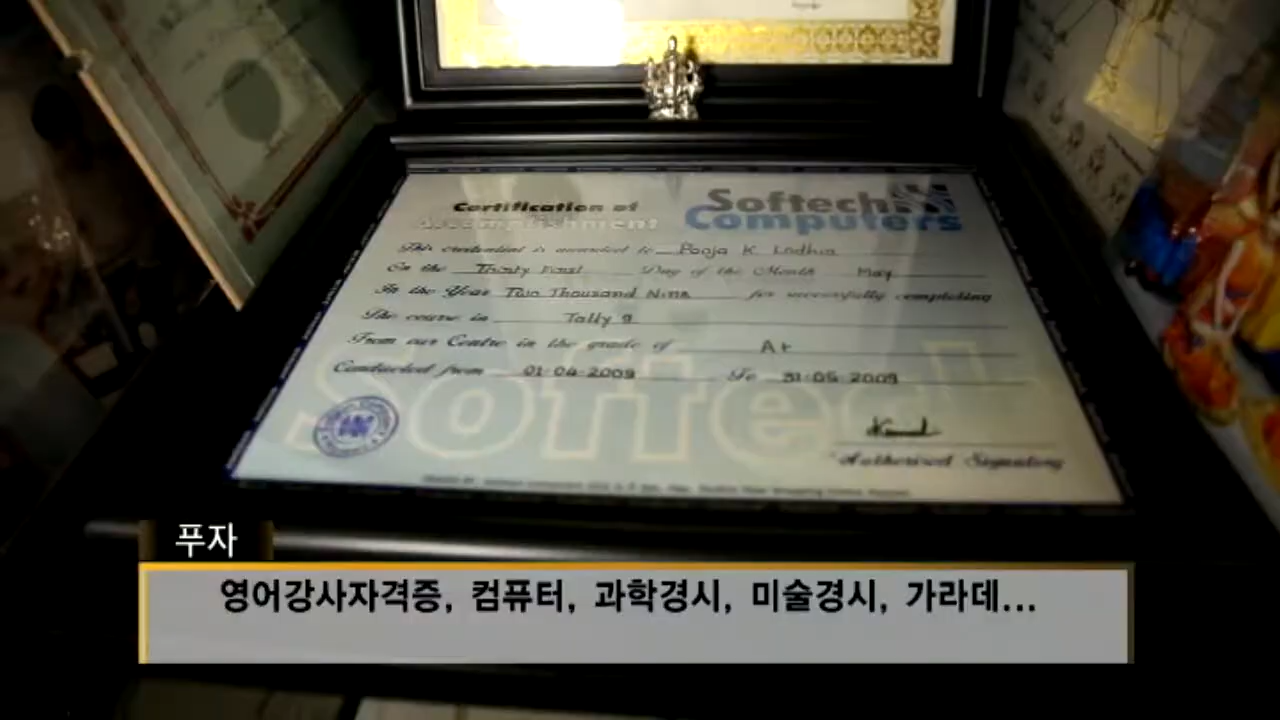 Certification of
Accomplishment
Softech
Computers
This credential is awarded to Pooja K Lodhia
On the Thirty First Day of the Month May
In the Year Two Thousand Nine for successfully completing
The course in Tally 9
From our Centre in the grade of A+
Conducted from 01-04-2009 To 31-05-2009
Softech
Authorised Signatory
푸자
영어강사자격증, 컴퓨터, 과학경시, 미술경시, 가라데...